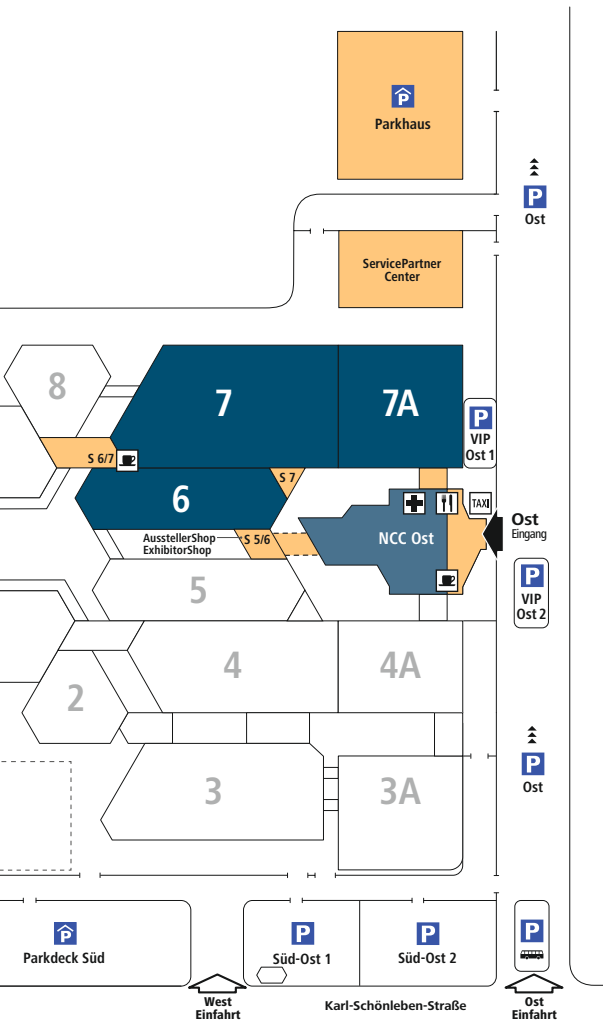 P
Parkhaus
P
Ost
ServicePartner
Center
8
7
7A
P
VIP
Ost 1
S 6/7
S 7
6
TAXI
AusstellerShop
ExhibitorShop
S 5/6
NCC Ost
Ost
Eingang
5
P
VIP
Ost 2
4
4A
2
P
Ost
3
3A
P
Parkdeck Süd
P
Süd-Ost 1
P
Süd-Ost 2
P
West
Einfahrt
Karl-Schönleben-Straße
Ost
Einfahrt